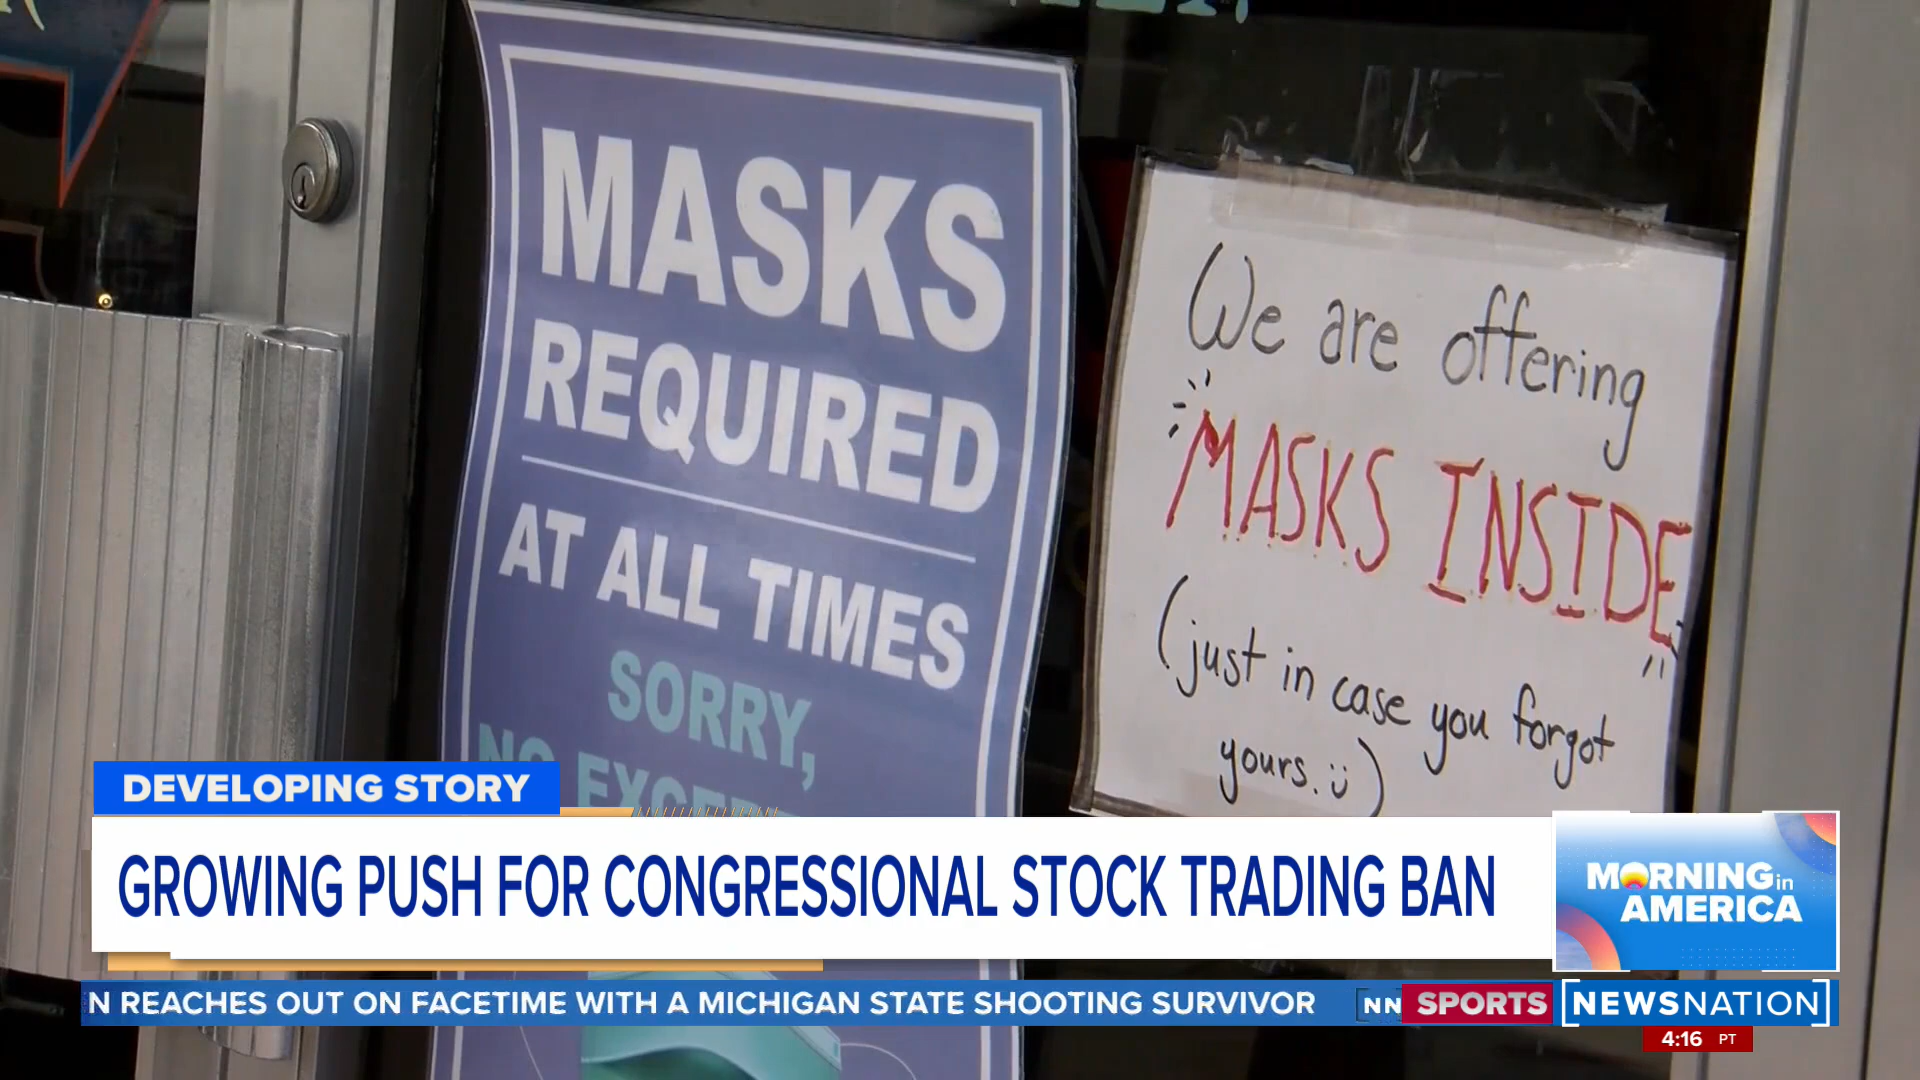 MASKS
REQUIRED
AT ALL TIMES
SORRY,
NO
We are offering
MASKS INSIDE
(just in case you forgot
yours. ü)
DEVELOPING STORY
GROWING PUSH FOR CONGRESSIONAL STOCK TRADING BAN
MORNING in
AMERICA
N REACHES OUT ON FACETIME WITH A MICHIGAN STATE SHOOTING SURVIVOR
NN SPORTS
NEWSNATION
4:16 PT